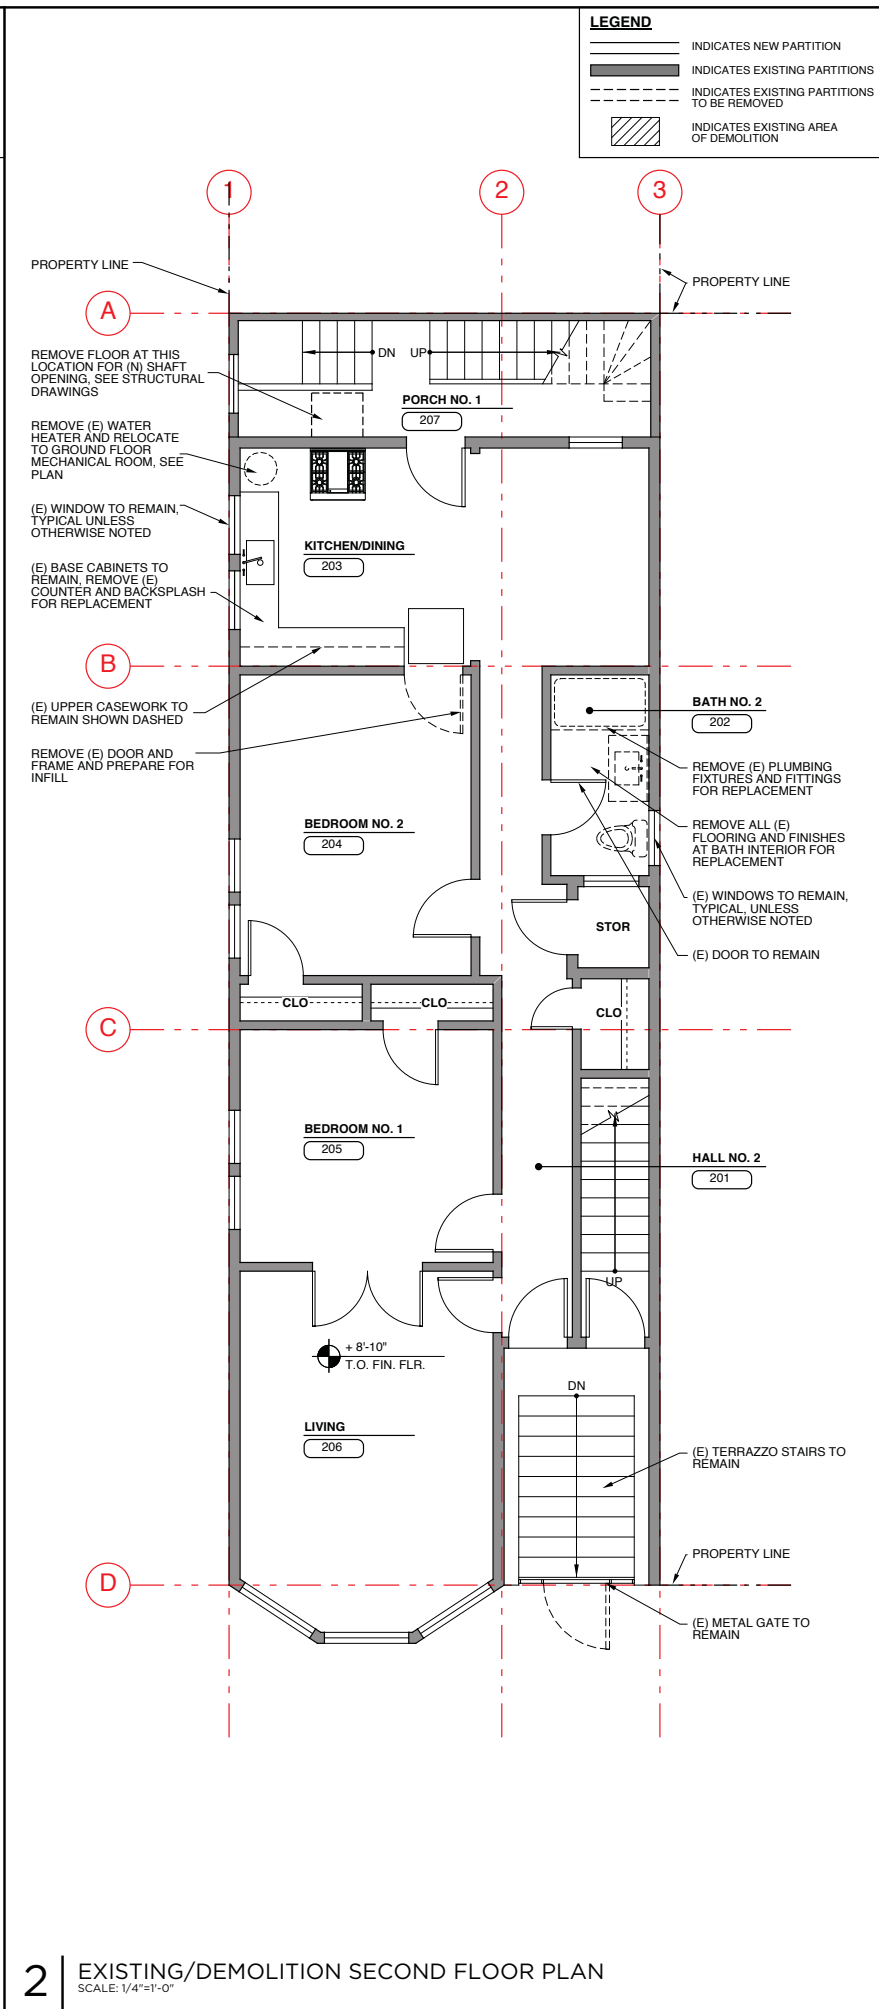 LEGEND
INDICATES NEW PARTITION
INDICATES EXISTING PARTITIONS
INDICATES EXISTING PARTITIONS
TO BE REMOVED
INDICATES EXISTING AREA
OF DEMOLITION
1
2
3
PROPERTY LINE
PROPERTY LINE
A
REMOVE FLOOR AT THIS
LOCATION FOR (N) SHAFT
OPENING, SEE STRUCTURAL
DRAWINGS
DN
UP
PORCH NO. 1
207
REMOVE (E) WATER
HEATER AND RELOCATE
TO GROUND FLOOR
MECHANICAL ROOM, SEE
PLAN
(E) WINDOW TO REMAIN,
TYPICAL UNLESS
OTHERWISE NOTED
KITCHEN/DINING
203
(E) BASE CABINETS TO
REMAIN, REMOVE (E)
COUNTER AND BACKSPLASH
FOR REPLACEMENT
B
(E) UPPER CASEWORK TO
REMAIN SHOWN DASHED
BATH NO. 2
202
REMOVE (E) DOOR AND
FRAME AND PREPARE FOR
INFILL
REMOVE (E) PLUMBING
FIXTURES AND FITTINGS
FOR REPLACEMENT
BEDROOM NO. 2
204
REMOVE ALL (E)
FLOORING AND FINISHES
AT BATH INTERIOR FOR
REPLACEMENT
(E) WINDOWS TO REMAIN,
TYPICAL, UNLESS
OTHERWISE NOTED
STOR
(E) DOOR TO REMAIN
CLO
CLO
CLO
C
BEDROOM NO. 1
205
HALL NO. 2
201
UP
+ 8'-10"
T.O. FIN. FLR.
DN
LIVING
206
(E) TERRAZZO STAIRS TO
REMAIN
PROPERTY LINE
D
(E) METAL GATE TO
REMAIN
2
EXISTING/DEMOLITION SECOND FLOOR PLAN
SCALE: 1/4"=1'-0"